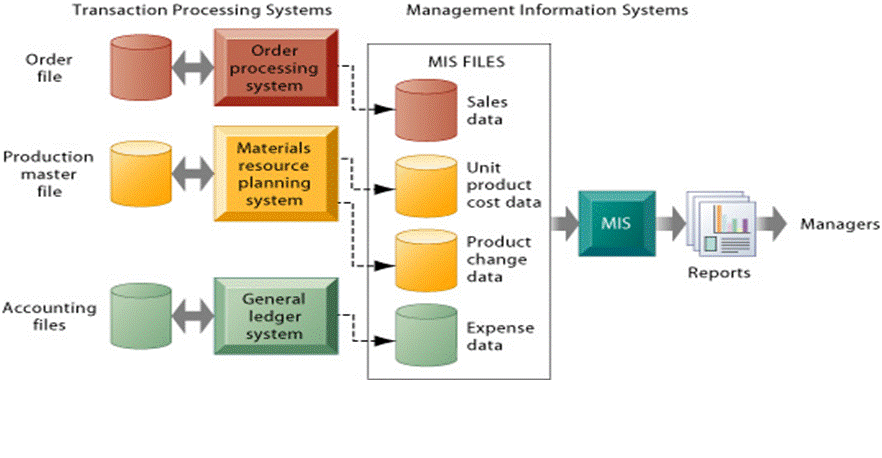 Transaction Processing Systems
Management Information Systems
Order
file
Order
processing
system
MIS FILES
Sales
data
Production
master
file
Materials
resource
planning
system
Unit
product
cost data
MIS
Reports
Managers
Product
change
data
Accounting
files
General
ledger
system
Expense
data